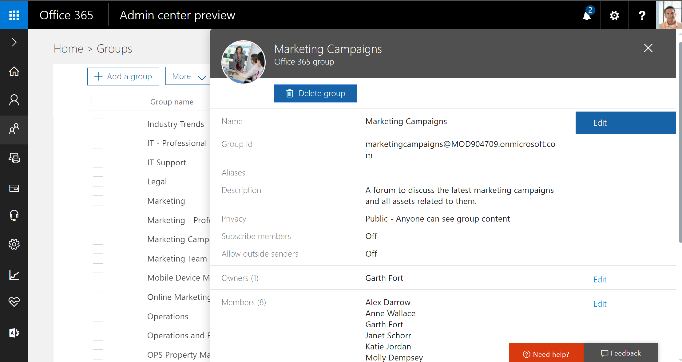 Office 365 Admin center preview 2 ?
Home > Groups
+ Add a group More
Group name
Industry Trends
IT - Professional
IT Support
Legal
Marketing
Marketing - Prof
Marketing Camp
Marketing Team
Mobile Device M
Online Marketing
Operations
Operations and
OPS Property Ma
Marketing Campaigns
Office 365 group
Delete group
Name Marketing Campaigns Edit
Group Id marketingcampaigns@MOD904709.onmicrosoft.co
m
Aliases
Description A forum to discuss the latest marketing campaigns
and all assets related to them.
Privacy Public - Anyone can see group content
Subscribe members Off
Allow outside senders Off
Owners (1) Garth Fort Edit
Members (8) Alex Darrow Edit
Anne Wallace
Garth Fort
Janet Schorr
Katie Jordan
Molly Dempsey
Need help? Feedback